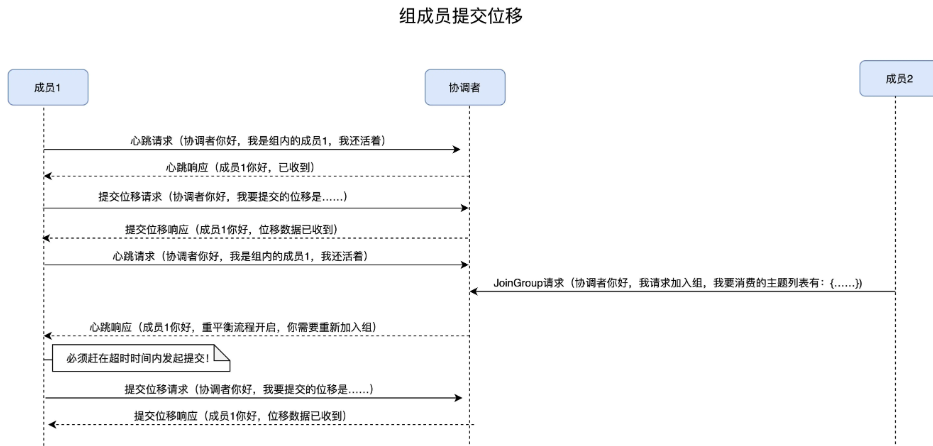 组成员提交位移
成员1
协调者
成员2
心跳请求（协调者你好，我是组内的成员1，我还活着）
心跳响应（成员1你好，已收到）
提交位移请求（协调者你好，我要提交的位移是……）
提交位移响应（成员1你好，位移数据已收到）
心跳请求（协调者你好，我是组内的成员1，我还活着）
JoinGroup请求（协调者你好，我请求加入组，我要消费的主题列表有：{……}）
心跳响应（成员1你好，重平衡流程开启，你需要重新加入组）
必须赶在超时时间内发起提交！
提交位移请求（协调者你好，我要提交的位移是……）
提交位移响应（成员1你好，位移数据已收到）